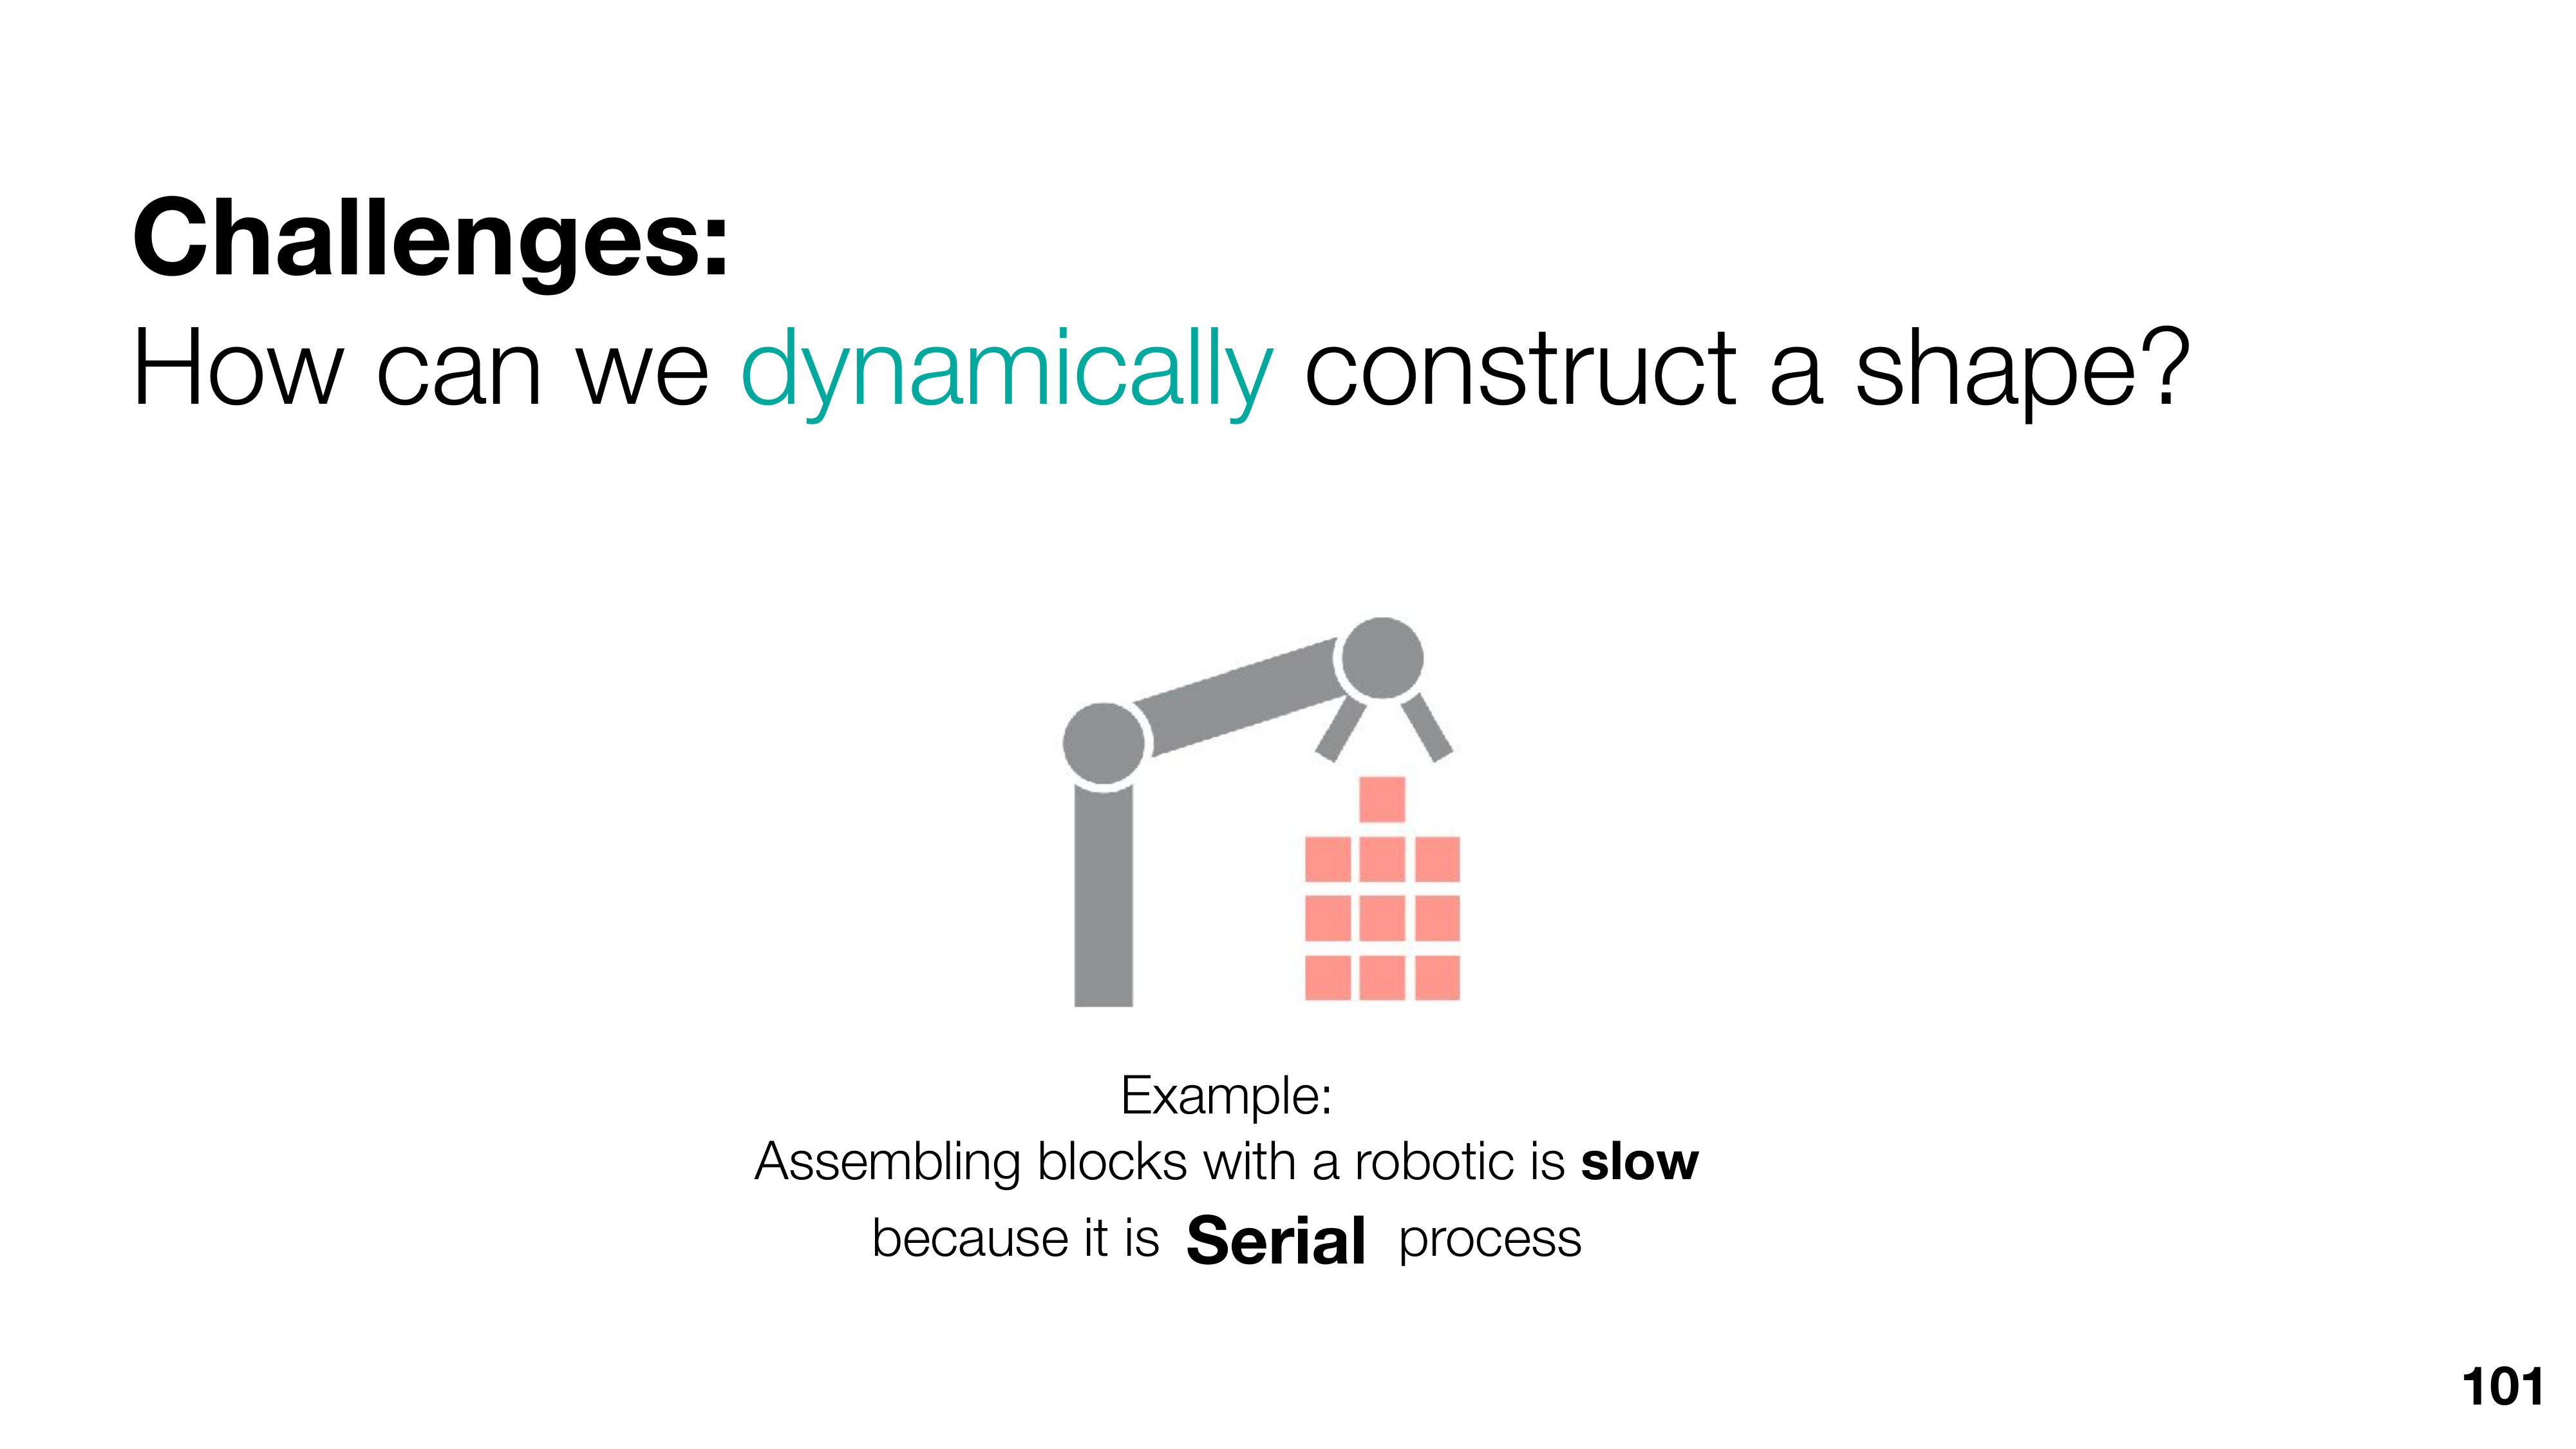 Challenges:
How can we dynamically construct a shape?
Example:
Assembling blocks with a robotic is slow
because it is Serial process
101